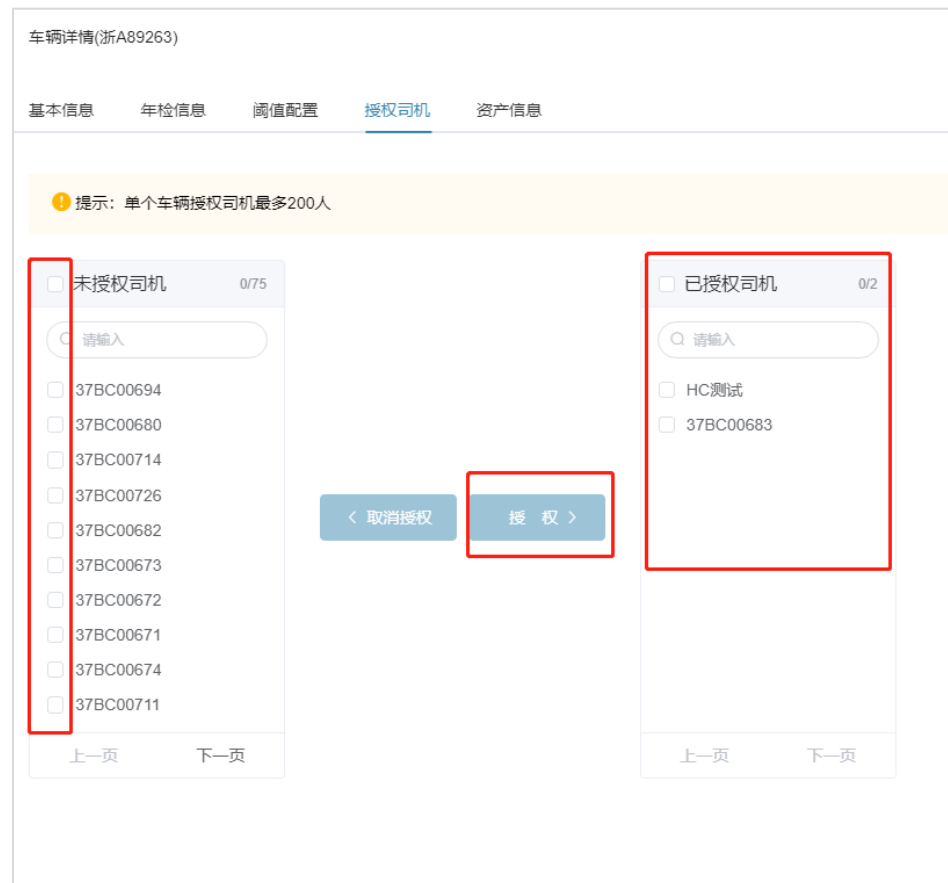 车辆详情(浙A89263)
基本信息 年检信息 阈值配置 授权司机 资产信息
提示：单个车辆授权司机最多200人
未授权司机 0/75
请输入
37BC00694
37BC00680
37BC00714
37BC00726
37BC00682
37BC00673
37BC00672
37BC00671
37BC00674
37BC00711
上一页 下一页
< 取消授权
授 权 >
已授权司机 0/2
请输入
HC测试
37BC00683
上一页 下一页